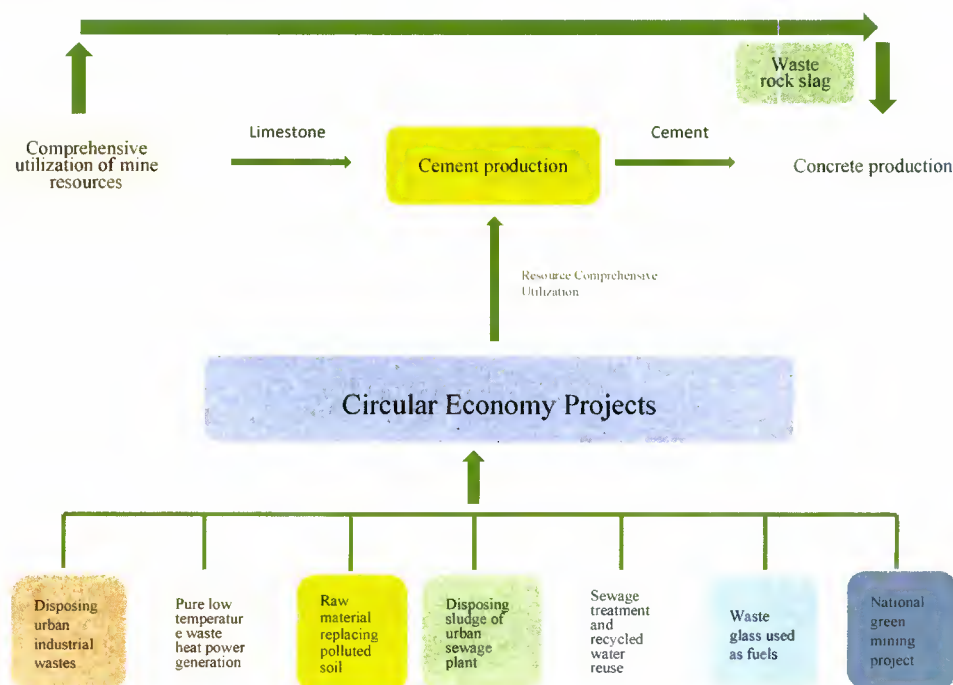 Waste
rock slag
Comprehensive
utilization of mine
resources
Limestone
Cement production
Cement
Concrete production
Resource Comprehensive
Utilization
Circular Economy Projects
Disposing
urban
industrial
wastes
Pure low
temperatur
e waste
heat power
generation
Raw
material
replacing
polluted
soil
Disposing
sludge of
urban
sewage
plant
Sewage
treatment
and
recycled
water
reuse
Waste
glass used
as fuels
National
green
mining
project